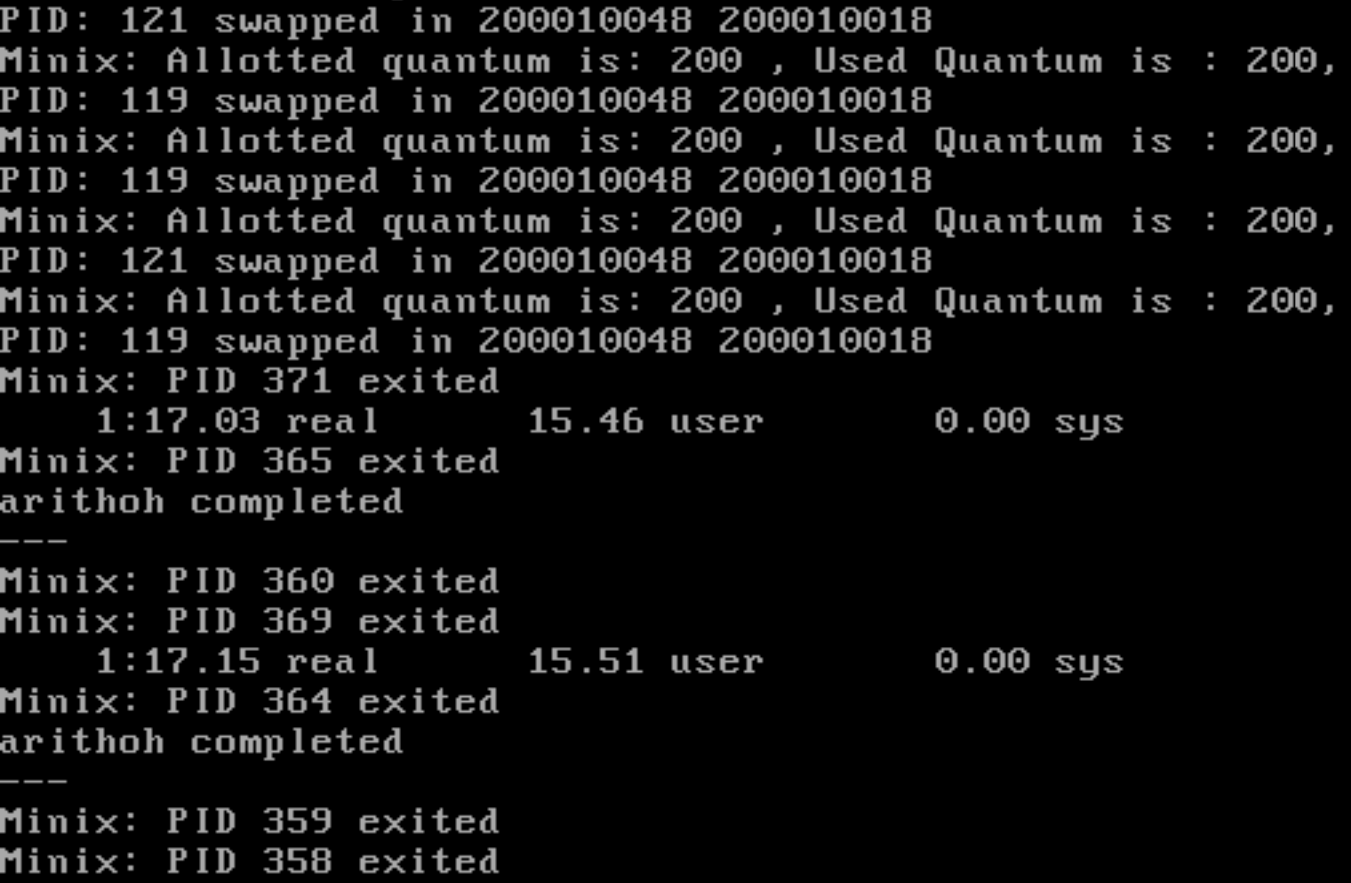 PID: 121 swapped in 200010048 200010018
Minix: Allotted quantum is: 200 , Used Quantum is : 200,
PID: 119 swapped in 200010048 200010018
Minix: Allotted quantum is: 200 , Used Quantum is : 200,
PID: 119 swapped in 200010048 200010018
Minix: Allotted quantum is: 200 , Used Quantum is : 200,
PID: 121 swapped in 200010048 200010018
Minix: Allotted quantum is: 200 , Used Quantum is : 200,
PID: 119 swapped in 200010048 200010018
Minix: PID 371 exited
1:17.03 real 15.46 user 0.00 sys
Minix: PID 365 exited
arithoh completed
---
Minix: PID 360 exited
Minix: PID 369 exited
1:17.15 real 15.51 user 0.00 sys
Minix: PID 364 exited
arithoh completed
---
Minix: PID 359 exited
Minix: PID 358 exited